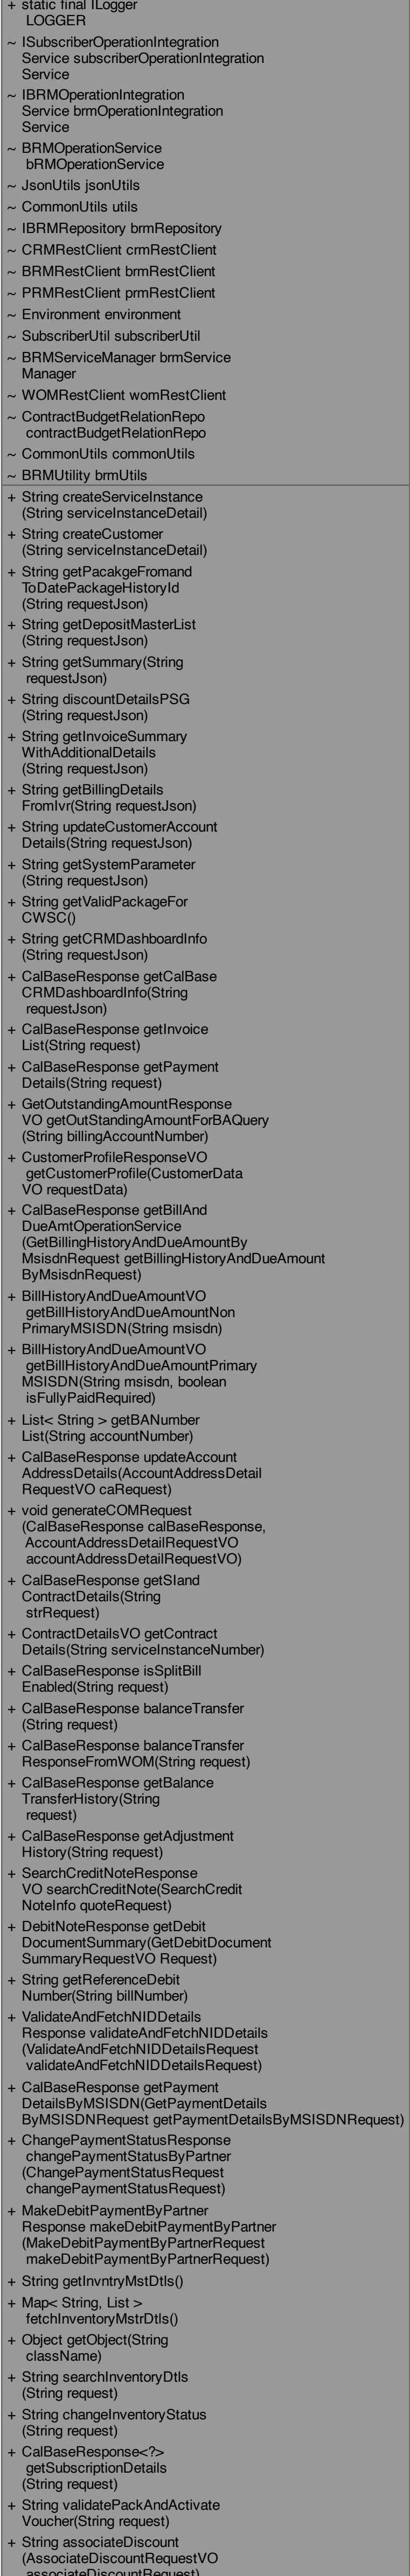 + static final ILogger
LOGGER
~ ISubscriberOperationIntegration
Service subscriberOperationIntegration
Service
~ IBRMOperationIntegration
Service brmOperationIntegration
Service
~ BRMOperationService
bRMOperationService
~ JsonUtils jsonUtils
~ CommonUtils utils
~ IBRMRepository brmRepository
~ CRMRestClient crmRestClient
~ BRMRestClient brmRestClient
~ PRMRestClient prmRestClient
~ Environment environment
~ SubscriberUtil subscriberUtil
~ BRMServiceManager brmService
Manager
~ WOMRestClient womRestClient
~ ContractBudgetRelationRepo
contractBudgetRelationRepo
~ CommonUtils commonUtils
~ BRMUtility brmUtils
+ String createServiceInstance
(String serviceInstanceDetail)
+ String createCustomer
(String serviceInstanceDetail)
+ String getPacakgeFromand
ToDatePackageHistoryId
(String requestJson)
+ String getDepositMasterList
(String requestJson)
+ String getSummary(String
requestJson)
+ String discountDetailsPSG
(String requestJson)
+ String getInvoiceSummary
WithAdditionalDetails
(String requestJson)
+ String getBillingDetails
FromIvr(String requestJson)
+ String updateCustomerAccount
Details(String requestJson)
+ String getSystemParameter
(String requestJson)
+ String getValidPackageFor
CWSC()
+ String getCRMDashboardInfo
(String requestJson)
+ CalBaseResponse getCalBase
CRMDashboardInfo(String
requestJson)
+ CalBaseResponse getInvoice
List(String request)
+ CalBaseResponse getPayment
Details(String request)
+ GetOutstandingAmountResponse
VO getOutStandingAmountForBAQuery
(String billingAccountNumber)
+ CustomerProfileResponseVO
getCustomerProfile(CustomerData
VO requestData)
+ CalBaseResponse getBillAnd
DueAmtOperationService
(GetBillingHistoryAndDueAmountBy
MsisdnRequest getBillingHistoryAndDueAmount
ByMsisdnRequest)
+ BillHistoryAndDueAmountVO
getBillHistoryAndDueAmountNon
PrimaryMSISDN(String msisdn)
+ BillHistoryAndDueAmountVO
getBillHistoryAndDueAmountPrimary
MSISDN(String msisdn, boolean
isFullyPaidRequired)
+ List< String > getBANumber
List(String accountNumber)
+ CalBaseResponse updateAccount
AddressDetails(AccountAddressDetail
RequestVO caRequest)
+ void generateCOMRequest
(CalBaseResponse calBaseResponse,
AccountAddressDetailRequestVO
accountAddressDetailRequestVO)
+ CalBaseResponse getSIand
ContractDetails(String
strRequest)
+ ContractDetailsVO getContract
Details(String serviceInstanceNumber)
+ CalBaseResponse isSplitBill
Enabled(String request)
+ CalBaseResponse balanceTransfer
(String request)
+ CalBaseResponse balanceTransfer
ResponseFromWOM(String request)
+ CalBaseResponse getBalance
TransferHistory(String
request)
+ CalBaseResponse getAdjustment
History(String request)
+ SearchCreditNoteResponse
VO searchCreditNote(SearchCredit
NoteInfo quoteRequest)
+ DebitNoteResponse getDebit
DocumentSummary(GetDebitDocument
SummaryRequestVO Request)
+ String getReferenceDebit
Number(String billNumber)
+ ValidateAndFetchNIDDetails
Response validateAndFetchNIDDetails
(ValidateAndFetchNIDDetailsRequest
validateAndFetchNIDDetailsRequest)
+ CalBaseResponse getPayment
DetailsByMSISDN(GetPaymentDetails
ByMSISDNRequest getPaymentDetailsByMSISDNRequest)
+ ChangePaymentStatusResponse
changePaymentStatusByPartner
(ChangePaymentStatusRequest
changePaymentStatusRequest)
+ MakeDebitPaymentByPartner
Response makeDebitPaymentByPartner
(MakeDebitPaymentByPartnerRequest
makeDebitPaymentByPartnerRequest)
+ String getInvntryMstDtls()
+ Map< String, List >
fetchInventoryMstrDtls()
+ Object getObject(String
className)
+ String searchInventoryDtls
(String request)
+ String changeInventoryStatus
(String request)
+ CalBaseResponse<?>
getSubscriptionDetails
(String request)
+ String validatePackAndActivate
Voucher(String request)
+ String associateDiscount
(AssociateDiscountRequestVO
associateDiscountRequest)